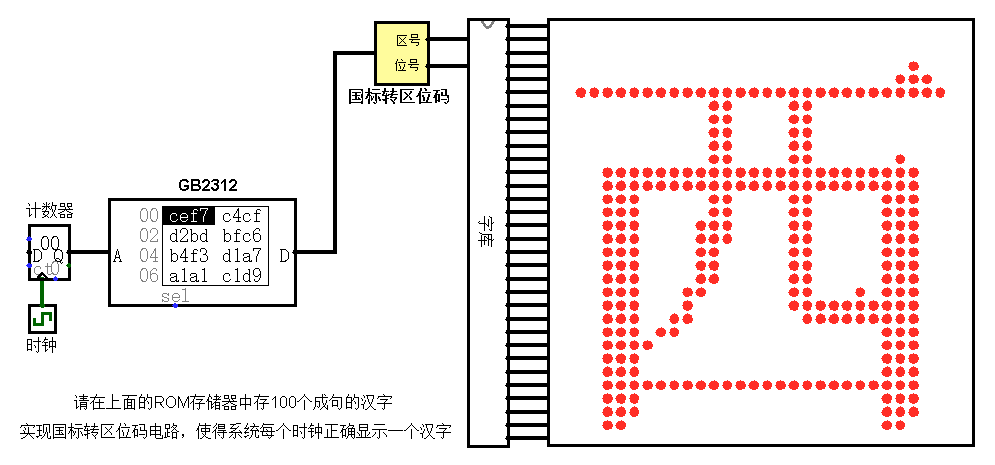 区号
位号
国标转区位码
GB2312
计数器
00
D Q
ct0
A
00 cef7 c4cf
02 d2bd bfc6
04 b4f3 d1a7
06 a1a1 c1d9
D
sel
时钟
字库
西
请在上面的ROM存储器中存100个成句的汉字
实现国标转区位码电路，使得系统每个时钟正确显示一个汉字